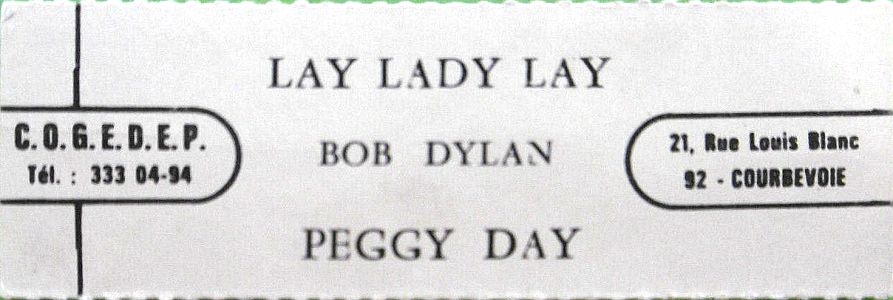 LAY LADY LAY
C.O.G.E.D.E.P.
Tél. : 333 04-94
BOB DYLAN
21, Rue Louis Blanc
92 - COURBEVOIE
PEGGY DAY